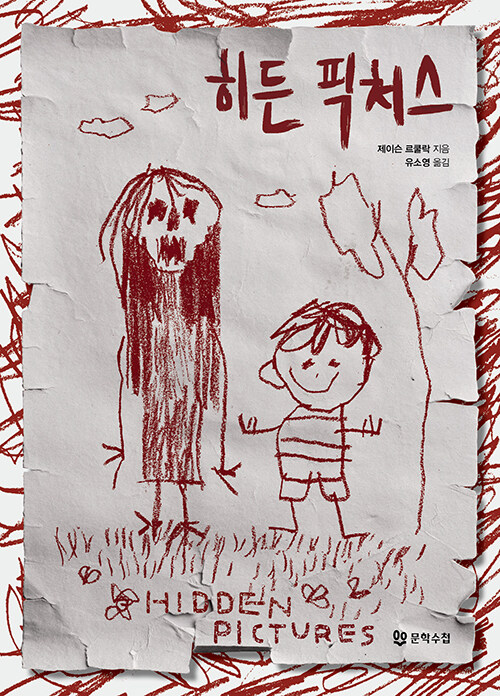 히든 픽처스
제이슨 르쿨락 지음
유소영 옮김
HIDDEN
PICTURES
문학수첩